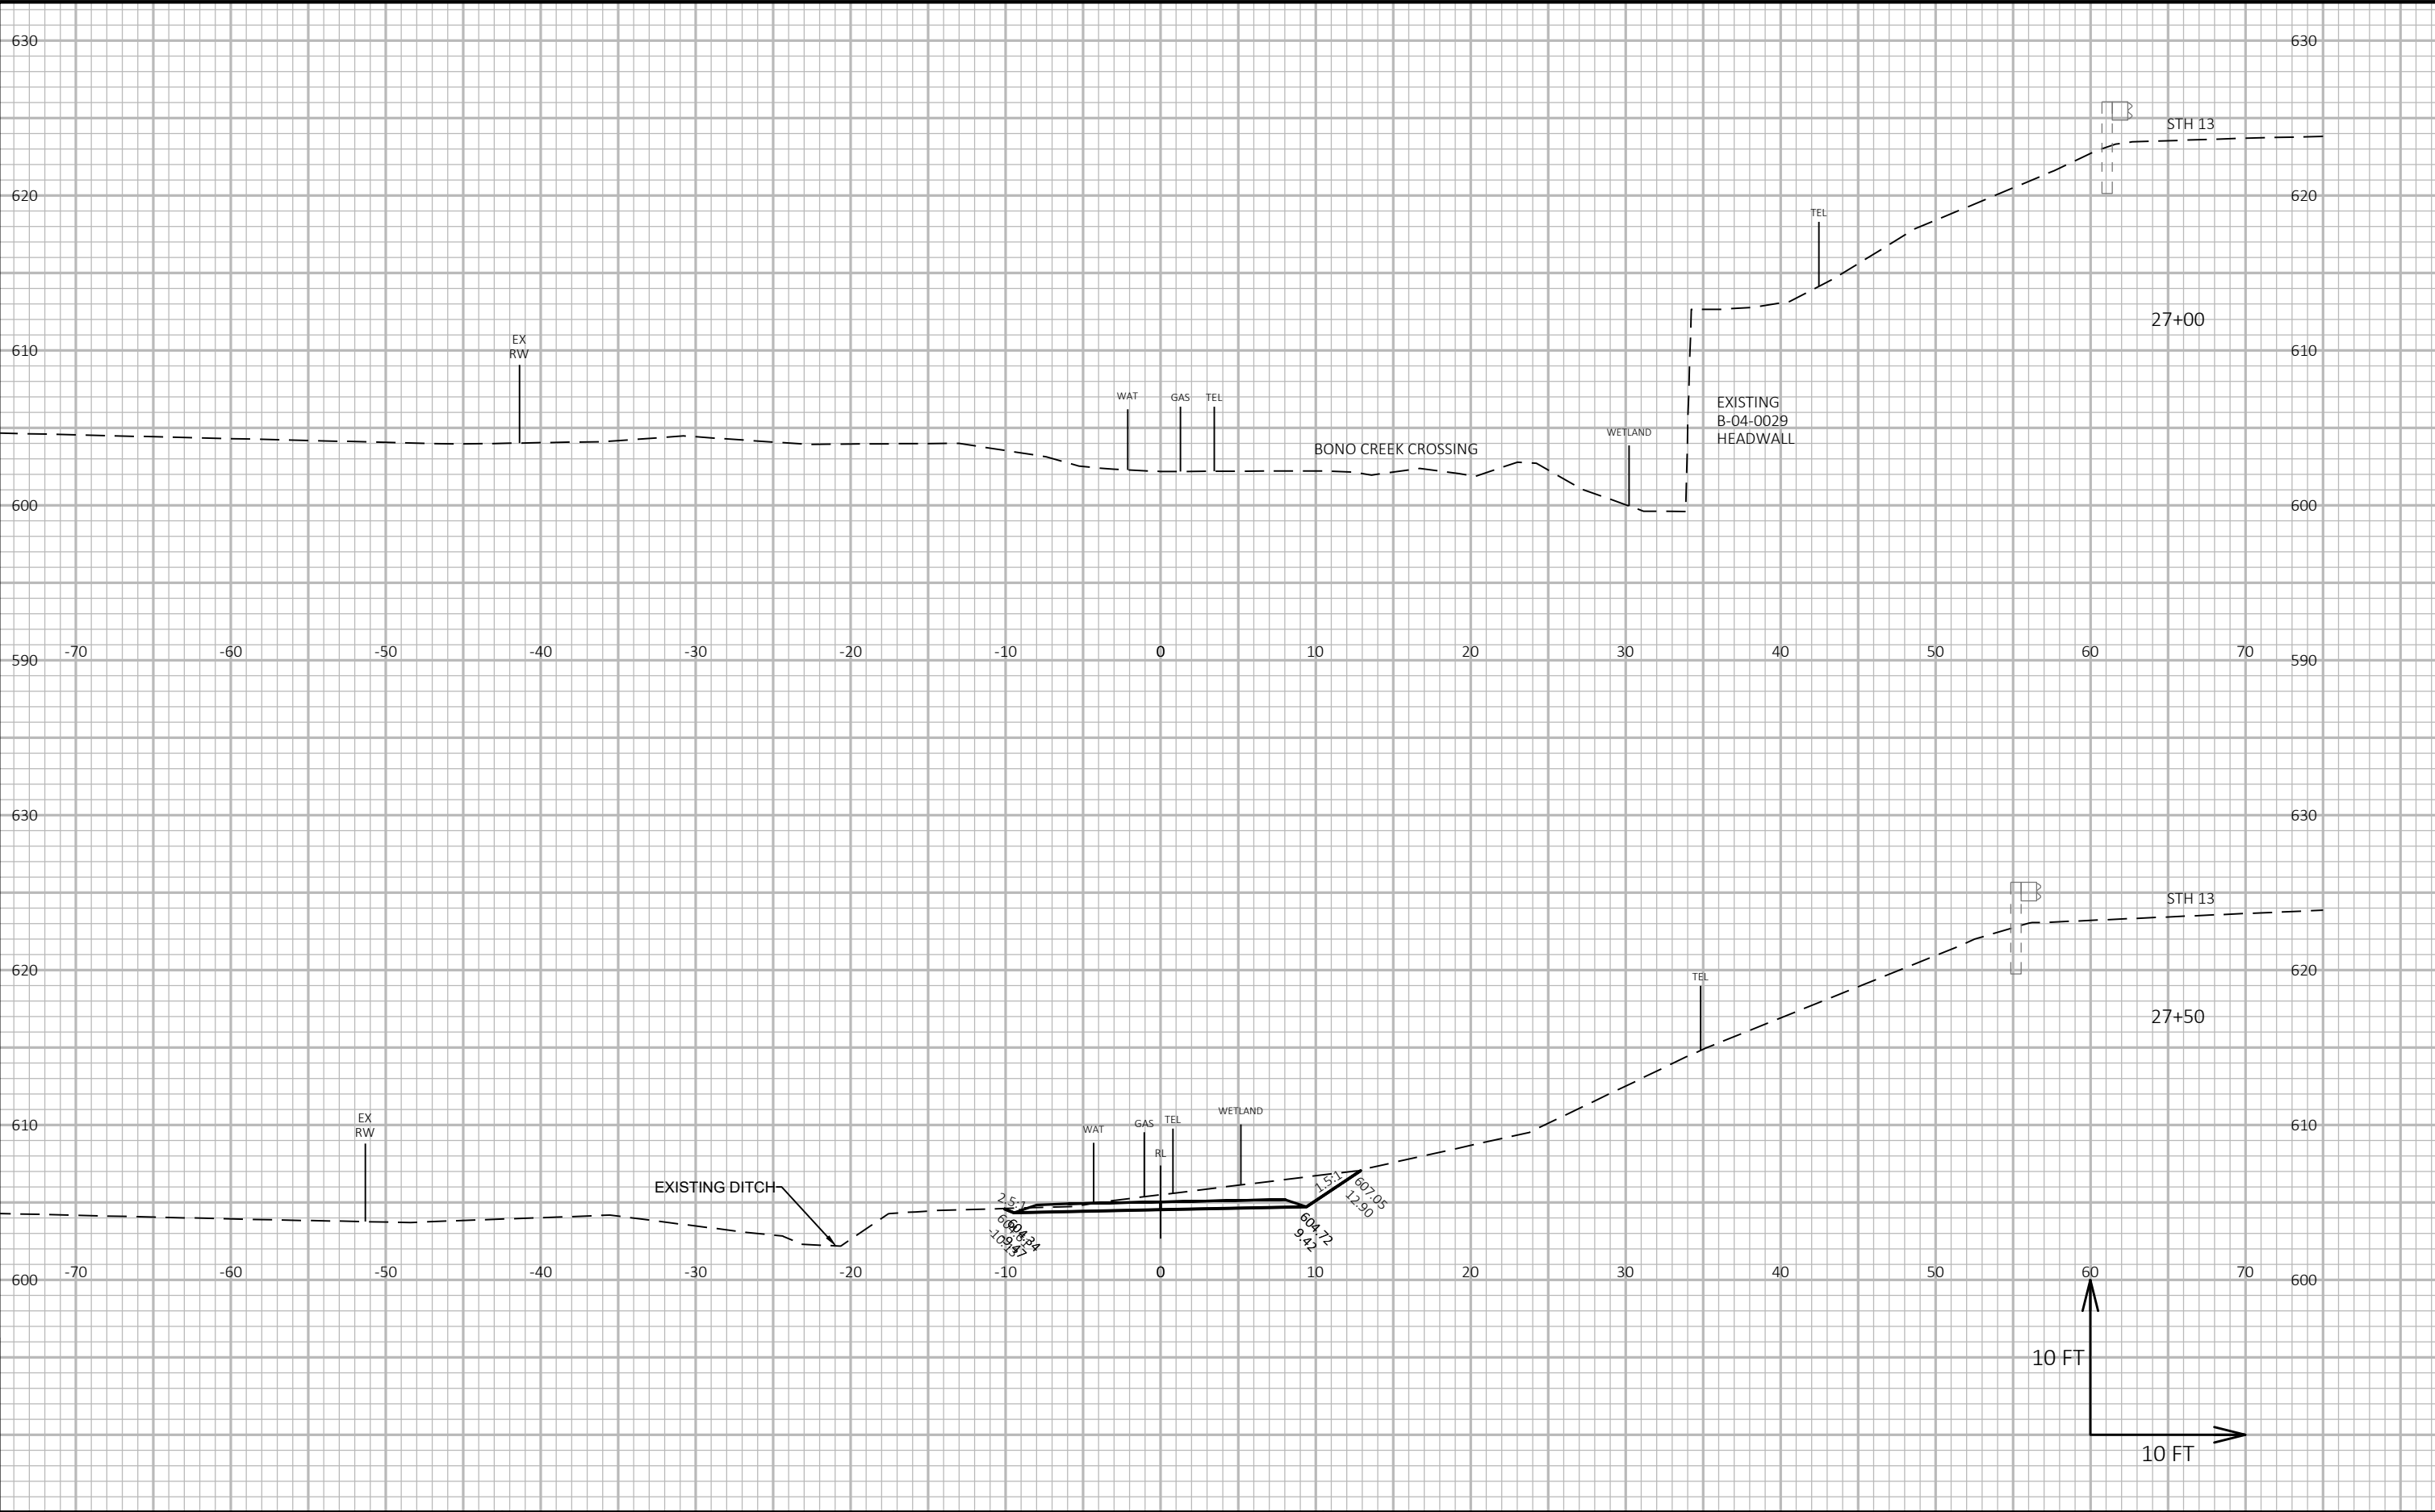 630
630
STH 13
620
620
TEL
27+00
EX
RW
610
610
WAT
GAS
TEL
EXISTING
B-04-0029
HEADWALL
WETLAND
BONO CREEK CROSSING
600
600
-70 -60 -50 -40 -30 -20 -10 0 10 20 30 40 50 60 70
590
590
630
630
STH 13
620
620
TEL
27+50
EX
RW
610
610
WAT
GAS
TEL
WETLAND
RL
EXISTING DITCH
2.5:1
1.5:1
607.05
12.90
604.34
604.72
9.42
-70 -60 -50 -40 -30 -20 -10 0 10 20 30 40 50 60 70
600
600
10 FT
10 FT